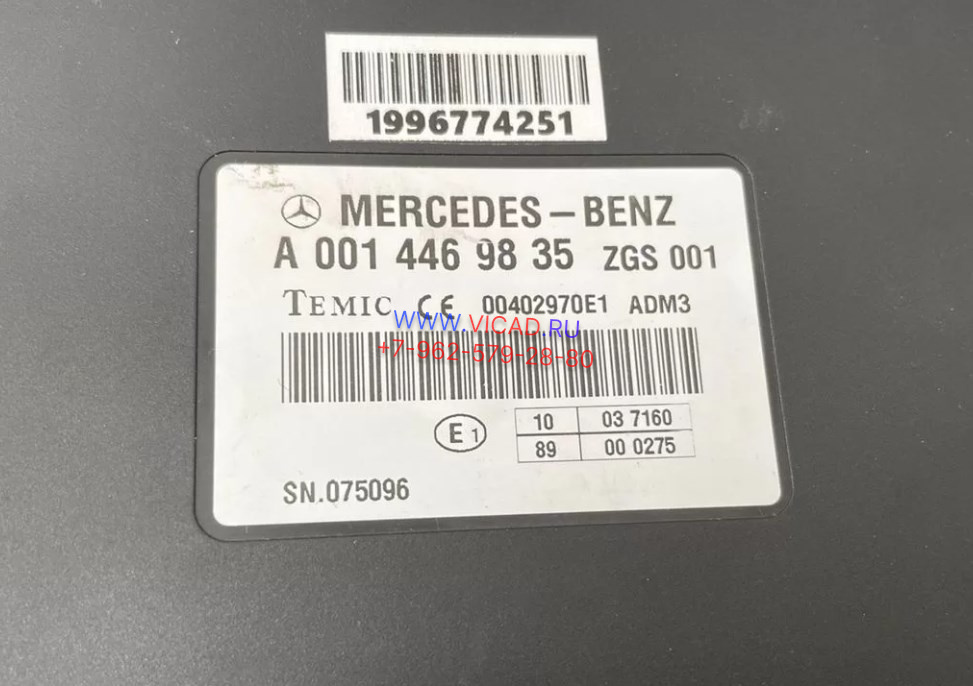 1996774251
MERCEDES-BENZ
A 001 446 98 35 ZGS 001
TEMIC CE 00402970E1 ADM3
WWW.VICAD.RU
+7-962-579-28-80
E1 10 03 7160
89 00 0275
SN.075096